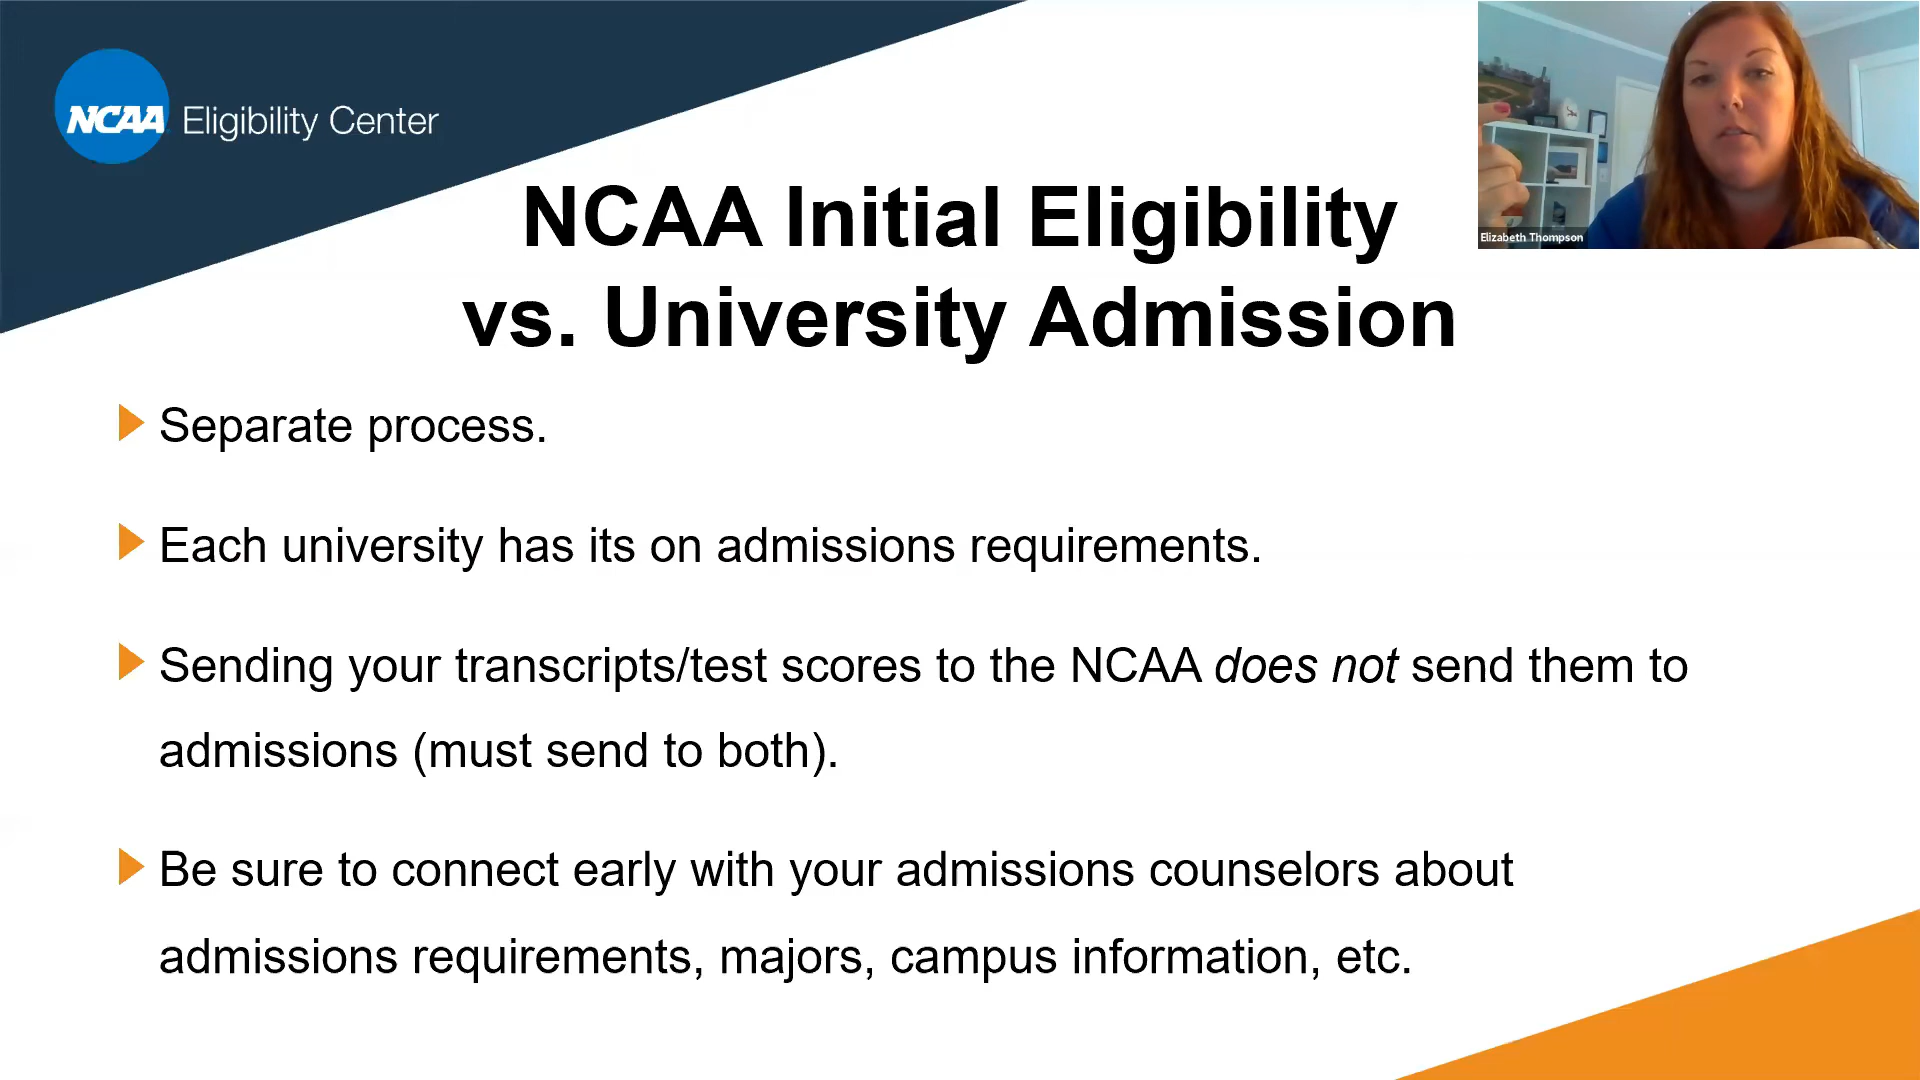 NCAA Eligibility Center
NCAA Initial Eligibility
vs. University Admission
Elizabeth Thompson
Separate process.
Each university has its on admissions requirements.
Sending your transcripts/test scores to the NCAA does not send them to
admissions (must send to both).
Be sure to connect early with your admissions counselors about
admissions requirements, majors, campus information, etc.